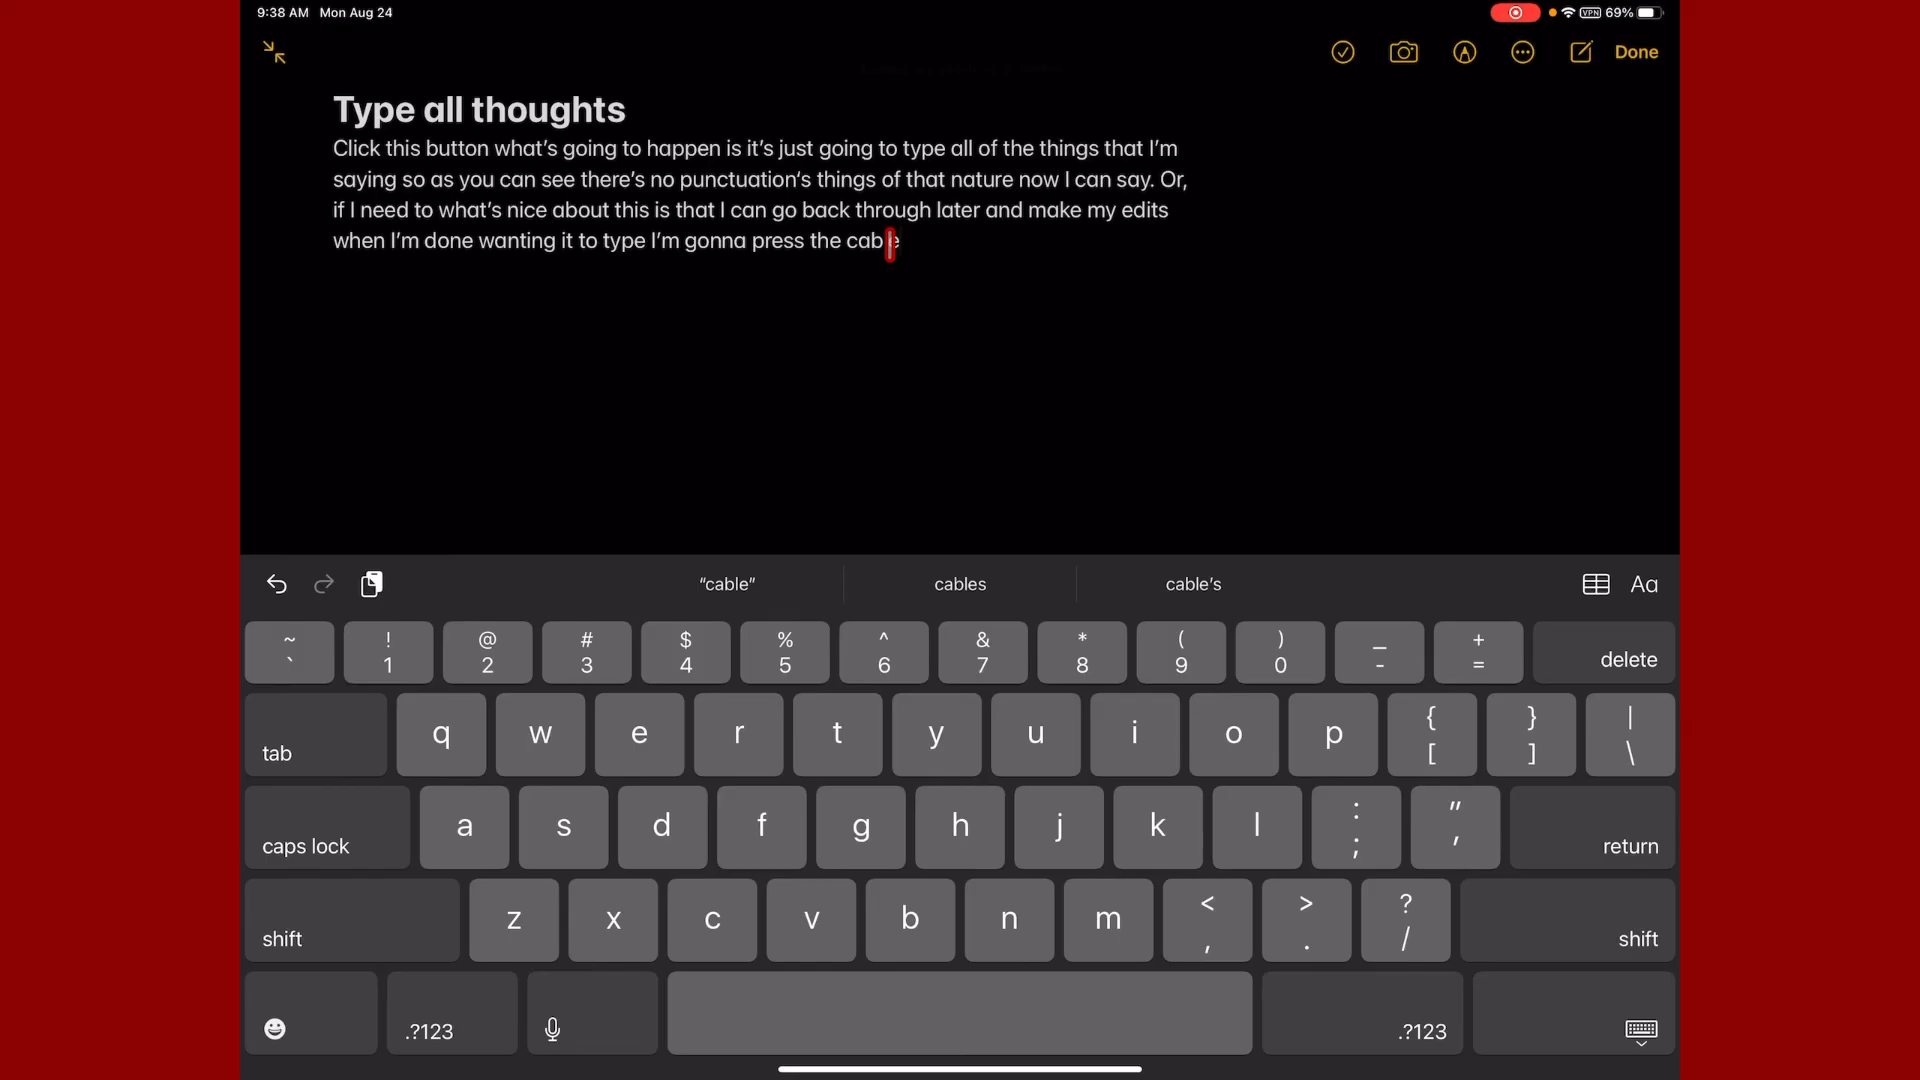 9:38 AM Mon Aug 24 VPN 69%
Done
Type all thoughts
Click this button what's going to happen is it's just going to type all of the things that I'm
saying so as you can see there's no punctuation's things of that nature now I can say. Or,
if I need to what's nice about this is that I can go back through later and make my edits
when I'm done wanting it to type I'm gonna press the cable
“cable” cables cable's Aa
~ ! @ # $ % ^ & * ( ) _ +
` 1 2 3 4 5 6 7 8 9 0 - = delete
tab q w e r t y u i o p { [ } ] | \
caps lock a s d f g h j k l : ; " ' return
shift z x c v b n m < , > . ? / shift
.?123 .?123